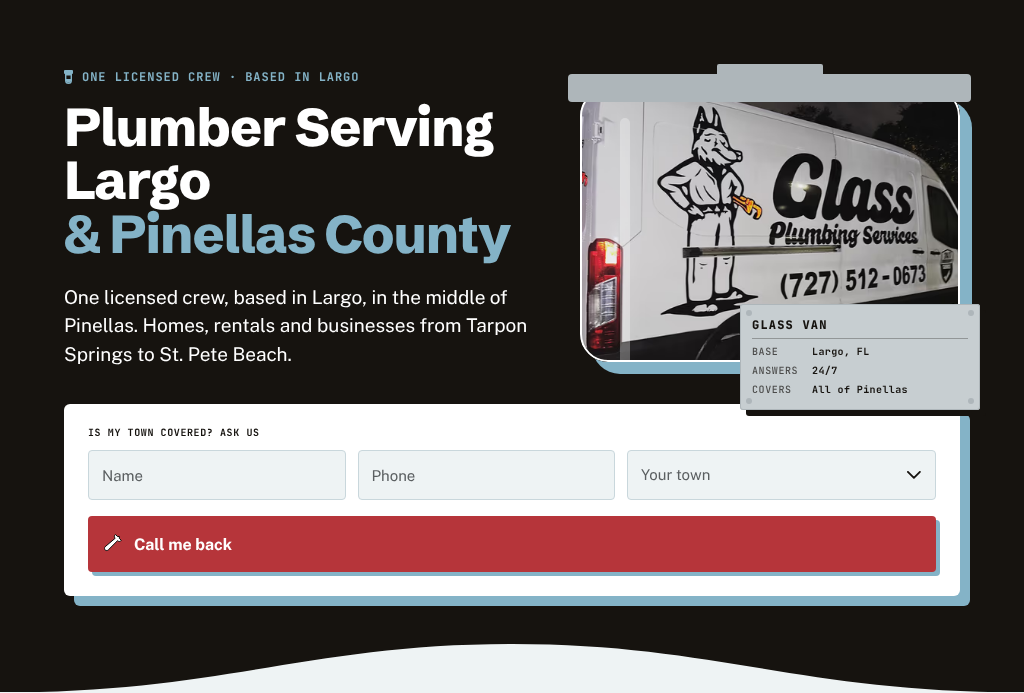 ONE LICENSED CREW · BASED IN LARGO
Plumber Serving
Largo
& Pinellas County
One licensed crew, based in Largo, in the middle of
Pinellas. Homes, rentals and businesses from Tarpon
Springs to St. Pete Beach.
Glass
Plumbing Services
(727) 512-0673
GLASS VAN
BASE Largo, FL
ANSWERS 24/7
COVERS All of Pinellas
IS MY TOWN COVERED? ASK US
Name
Phone
Your town
Call me back